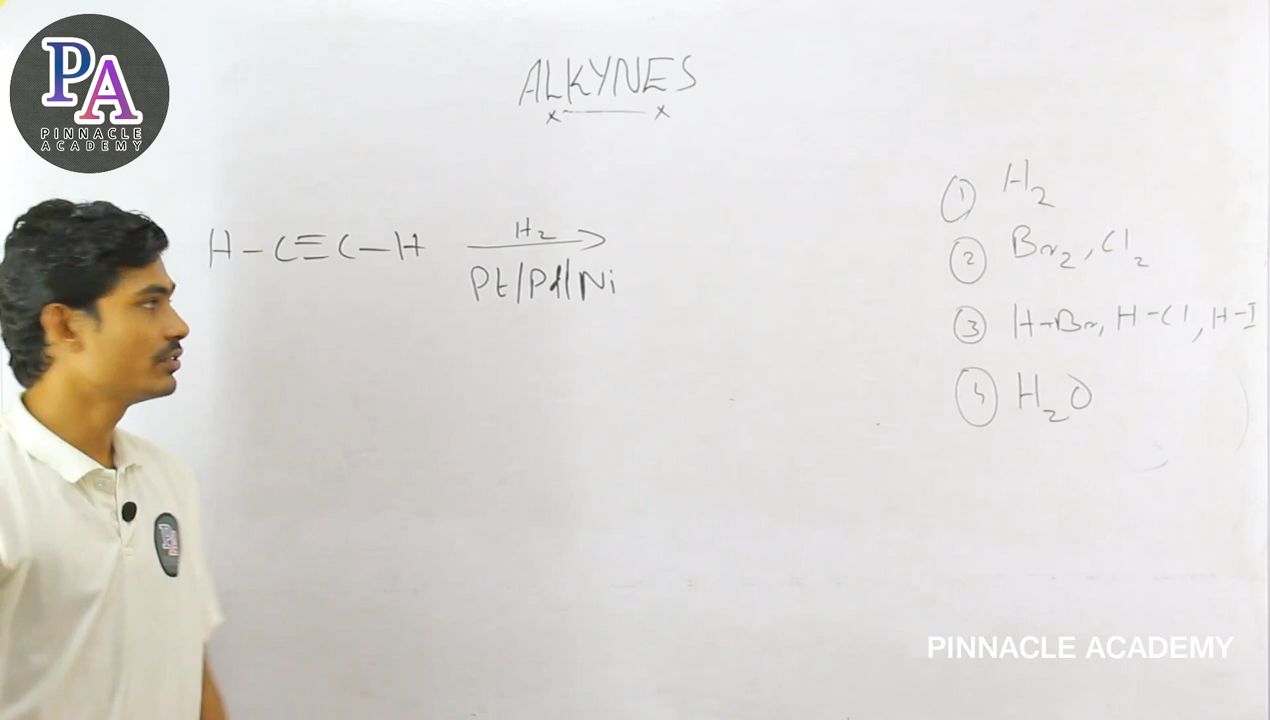 PA
PINNACLE
ACADEMY
ALKYNES
H-C≡C-H
H₂
Pt/Pd/Ni
① H₂
② Br₂, Cl₂
③ H-Br, H-Cl, H-I
④ H₂O
PINNACLE ACADEMY